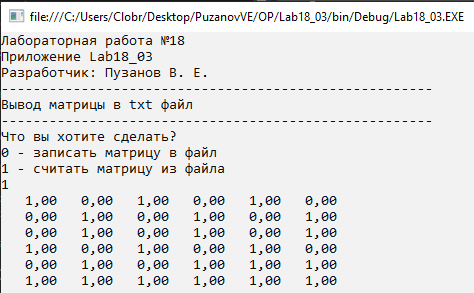 file:///C:/Users/Clobr/Desktop/PuzanovVE/OP/Lab18_03/bin/Debug/Lab18_03.EXE
Лабораторная работа №18
Приложение Lab18_03
Разработчик: Пузанов В. Е.
------------------------------------------------------
Вывод матрицы в txt файл
------------------------------------------------------
Что вы хотите сделать?
0 - записать матрицу в файл
1 - считать матрицу из файла
1
1,00 0,00 1,00 0,00 1,00 0,00
0,00 1,00 0,00 0,00 1,00 1,00
0,00 1,00 0,00 1,00 0,00 1,00
1,00 0,00 1,00 0,00 1,00 0,00
0,00 1,00 1,00 0,00 0,00 1,00
1,00 1,00 0,00 1,00 1,00 1,00